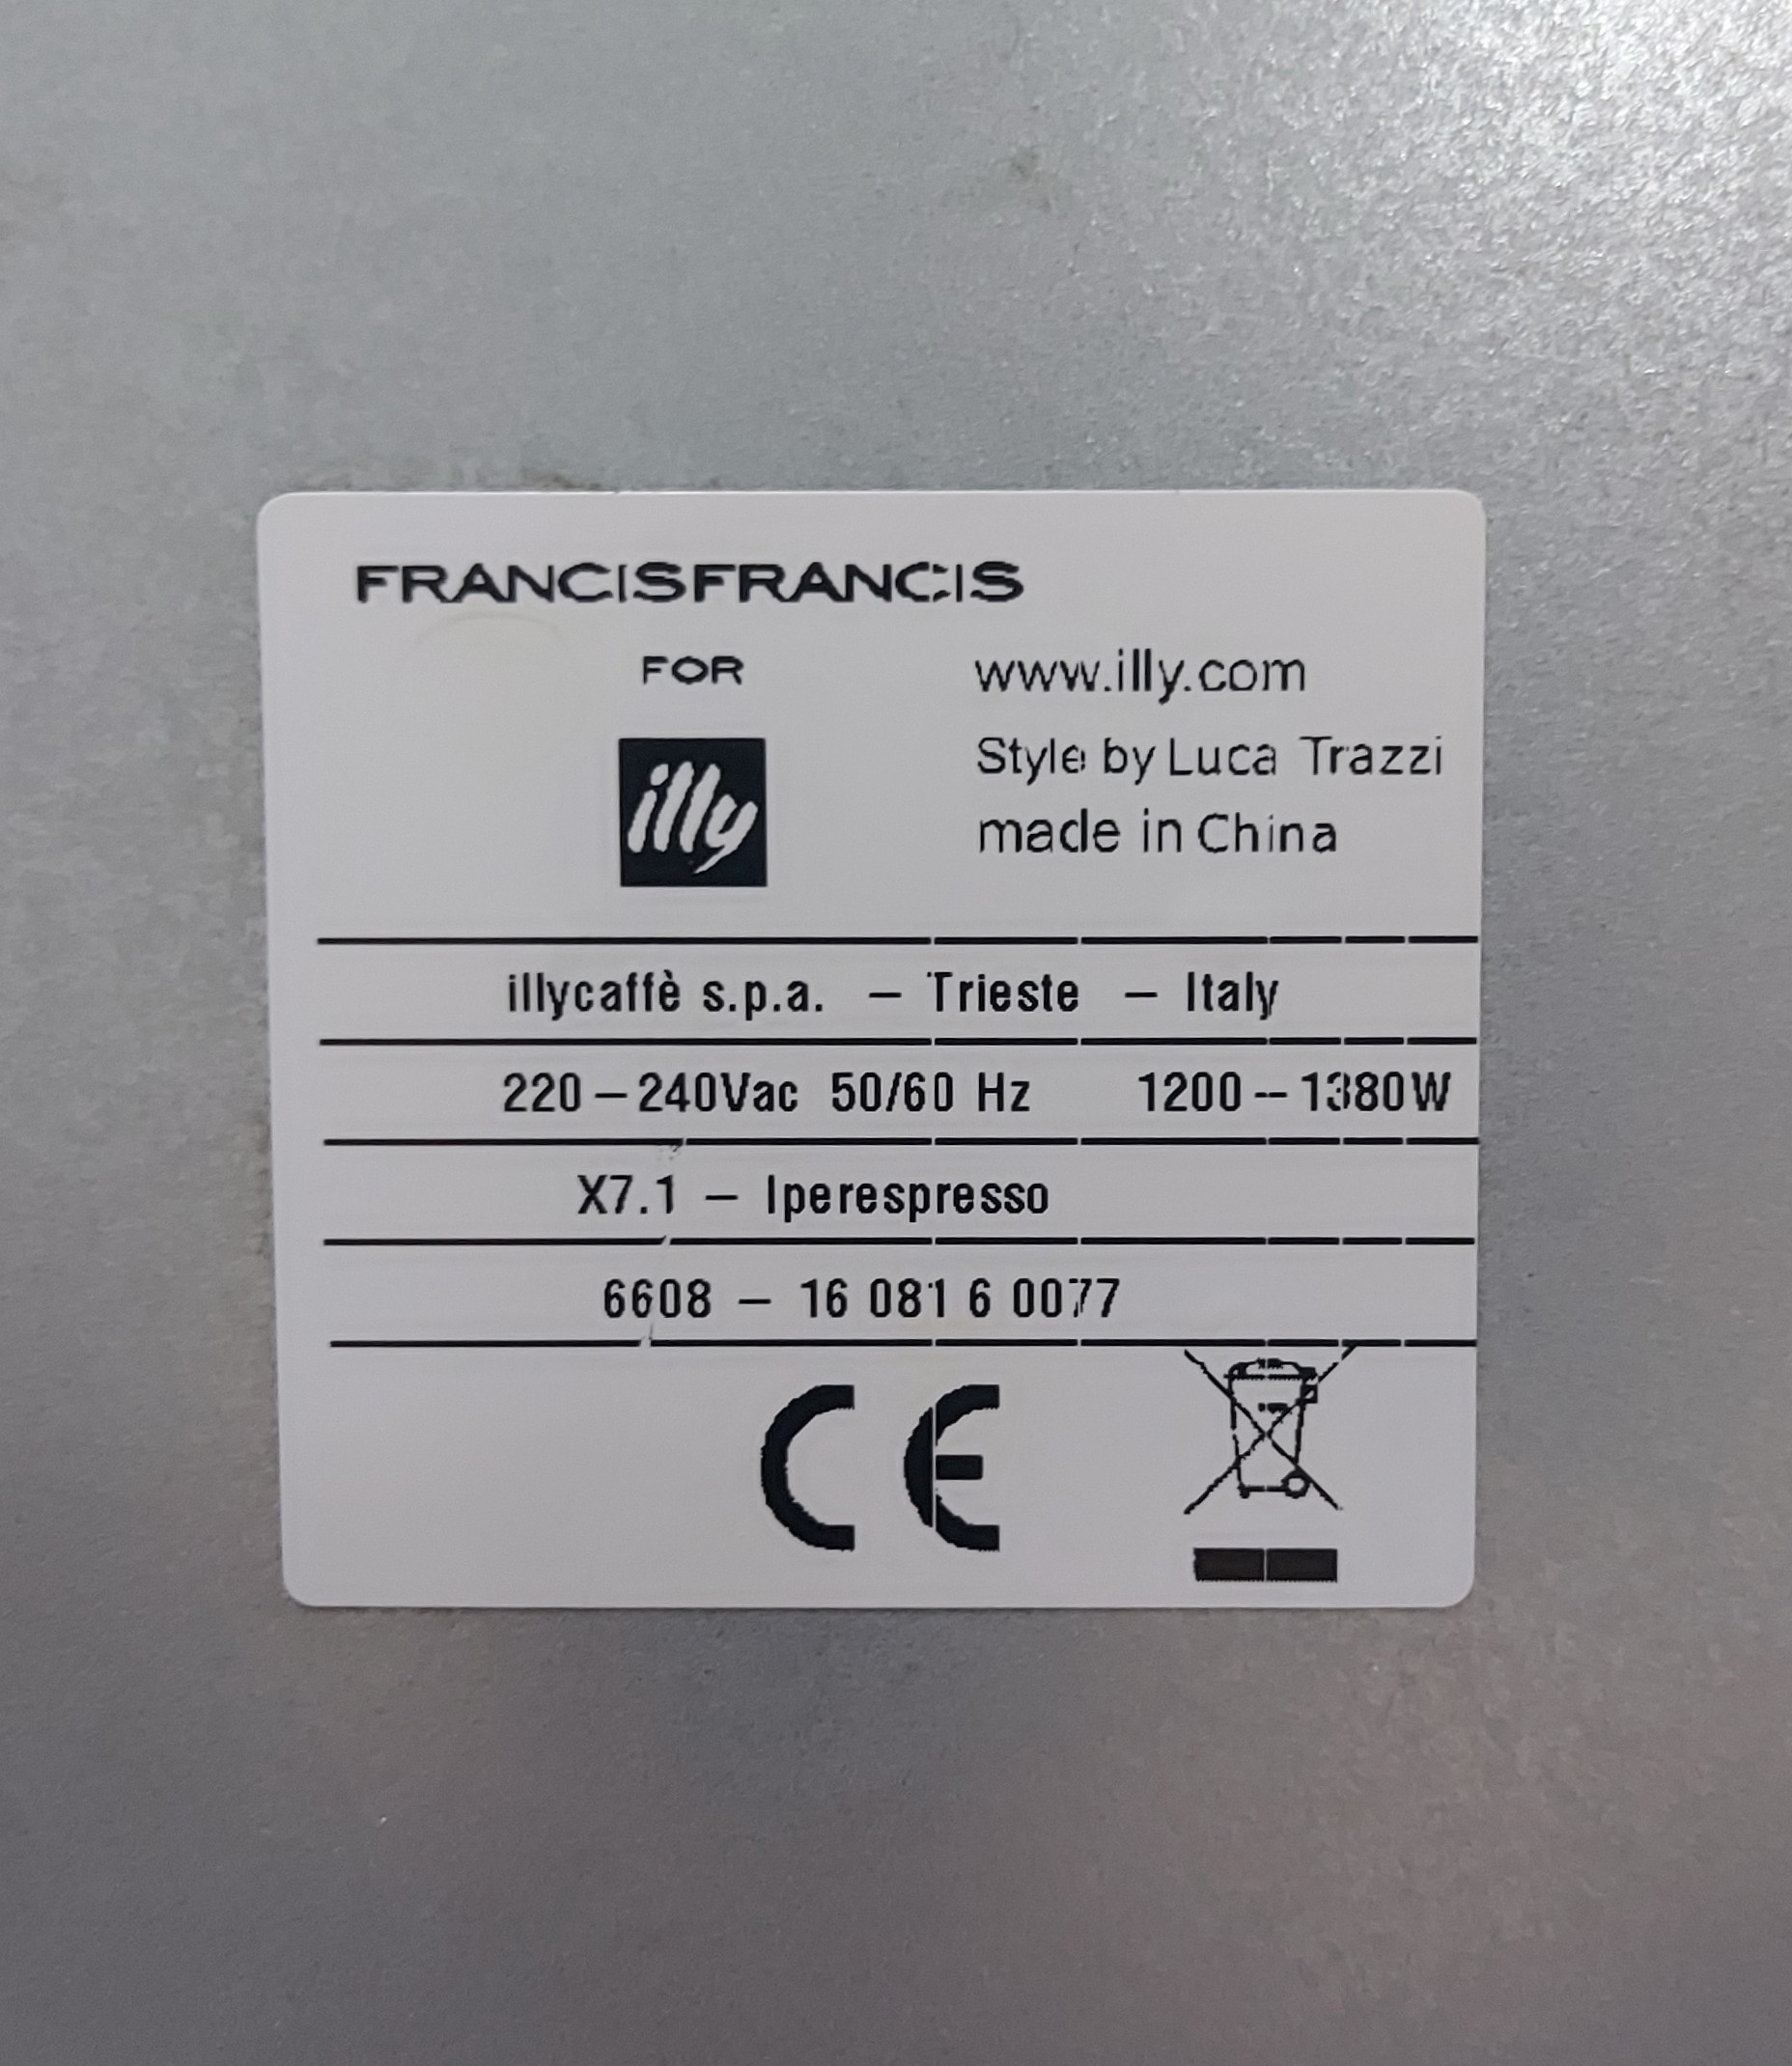 FRANCISFRANCIS
FOR
illy
www.illy.com
Style by Luca Trazzi
made in China
illycaffè s.p.a. – Trieste – Italy
220–240Vac 50/60 Hz 1200–1380W
X7.1 – Iperespresso
6608 – 16 081 6 0077
CE